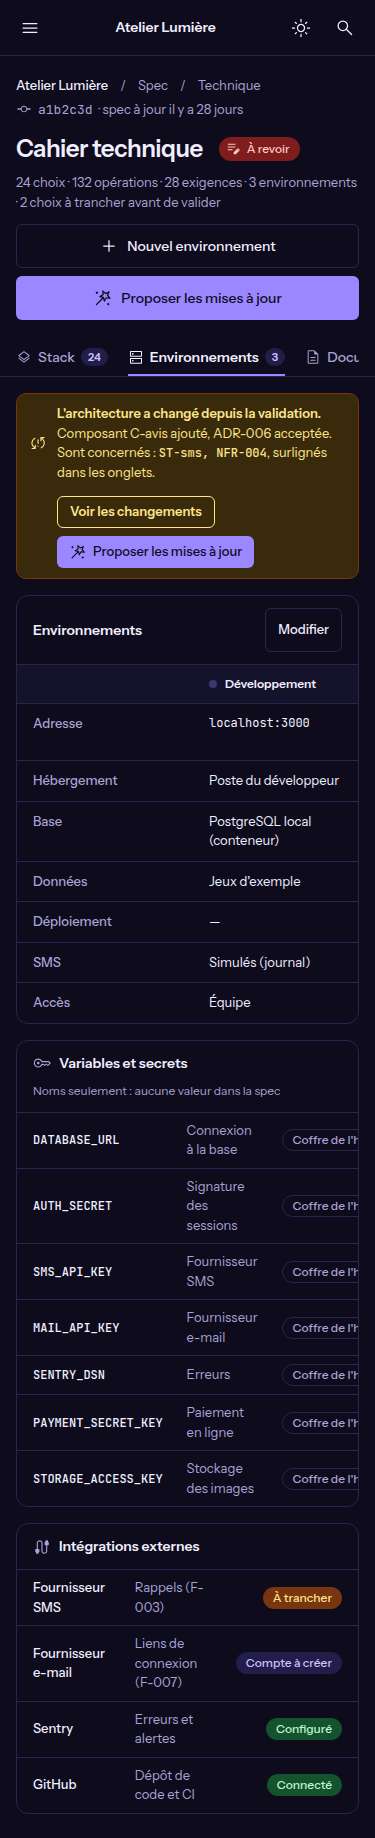 Atelier Lumière
Atelier Lumière / Spec / Technique
a1b2c3d · spec à jour il y a 28 jours
Cahier technique À revoir
24 choix · 132 opérations · 28 exigences · 3 environnements
· 2 choix à trancher avant de valider
Nouvel environnement
Proposer les mises à jour
Stack 24 Environnements 3 Docu
L'architecture a changé depuis la validation.
Composant C-avis ajouté, ADR-006 acceptée.
Sont concernés : ST-sms, NFR-004, surlignés
dans les onglets.
Voir les changements
Proposer les mises à jour
Environnements Modifier
Développement
Adresse localhost:3000
Hébergement Poste du développeur
Base PostgreSQL local
(conteneur)
Données Jeux d'exemple
Déploiement —
SMS Simulés (journal)
Accès Équipe
Variables et secrets
Noms seulement : aucune valeur dans la spec
DATABASE_URL Connexion
à la base Coffre de l'h
AUTH_SECRET Signature
des
sessions Coffre de l'h
SMS_API_KEY Fournisseur
SMS Coffre de l'h
MAIL_API_KEY Fournisseur
e-mail Coffre de l'h
SENTRY_DSN Erreurs Coffre de l'h
PAYMENT_SECRET_KEY Paiement
en ligne Coffre de l'h
STORAGE_ACCESS_KEY Stockage
des images Coffre de l'h
Intégrations externes
Fournisseur
SMS Rappels (F-
003) À trancher
Fournisseur
e-mail Liens de
connexion
(F-007) Compte à créer
Sentry Erreurs et
alertes Configuré
GitHub Dépôt de
code et CI Connecté